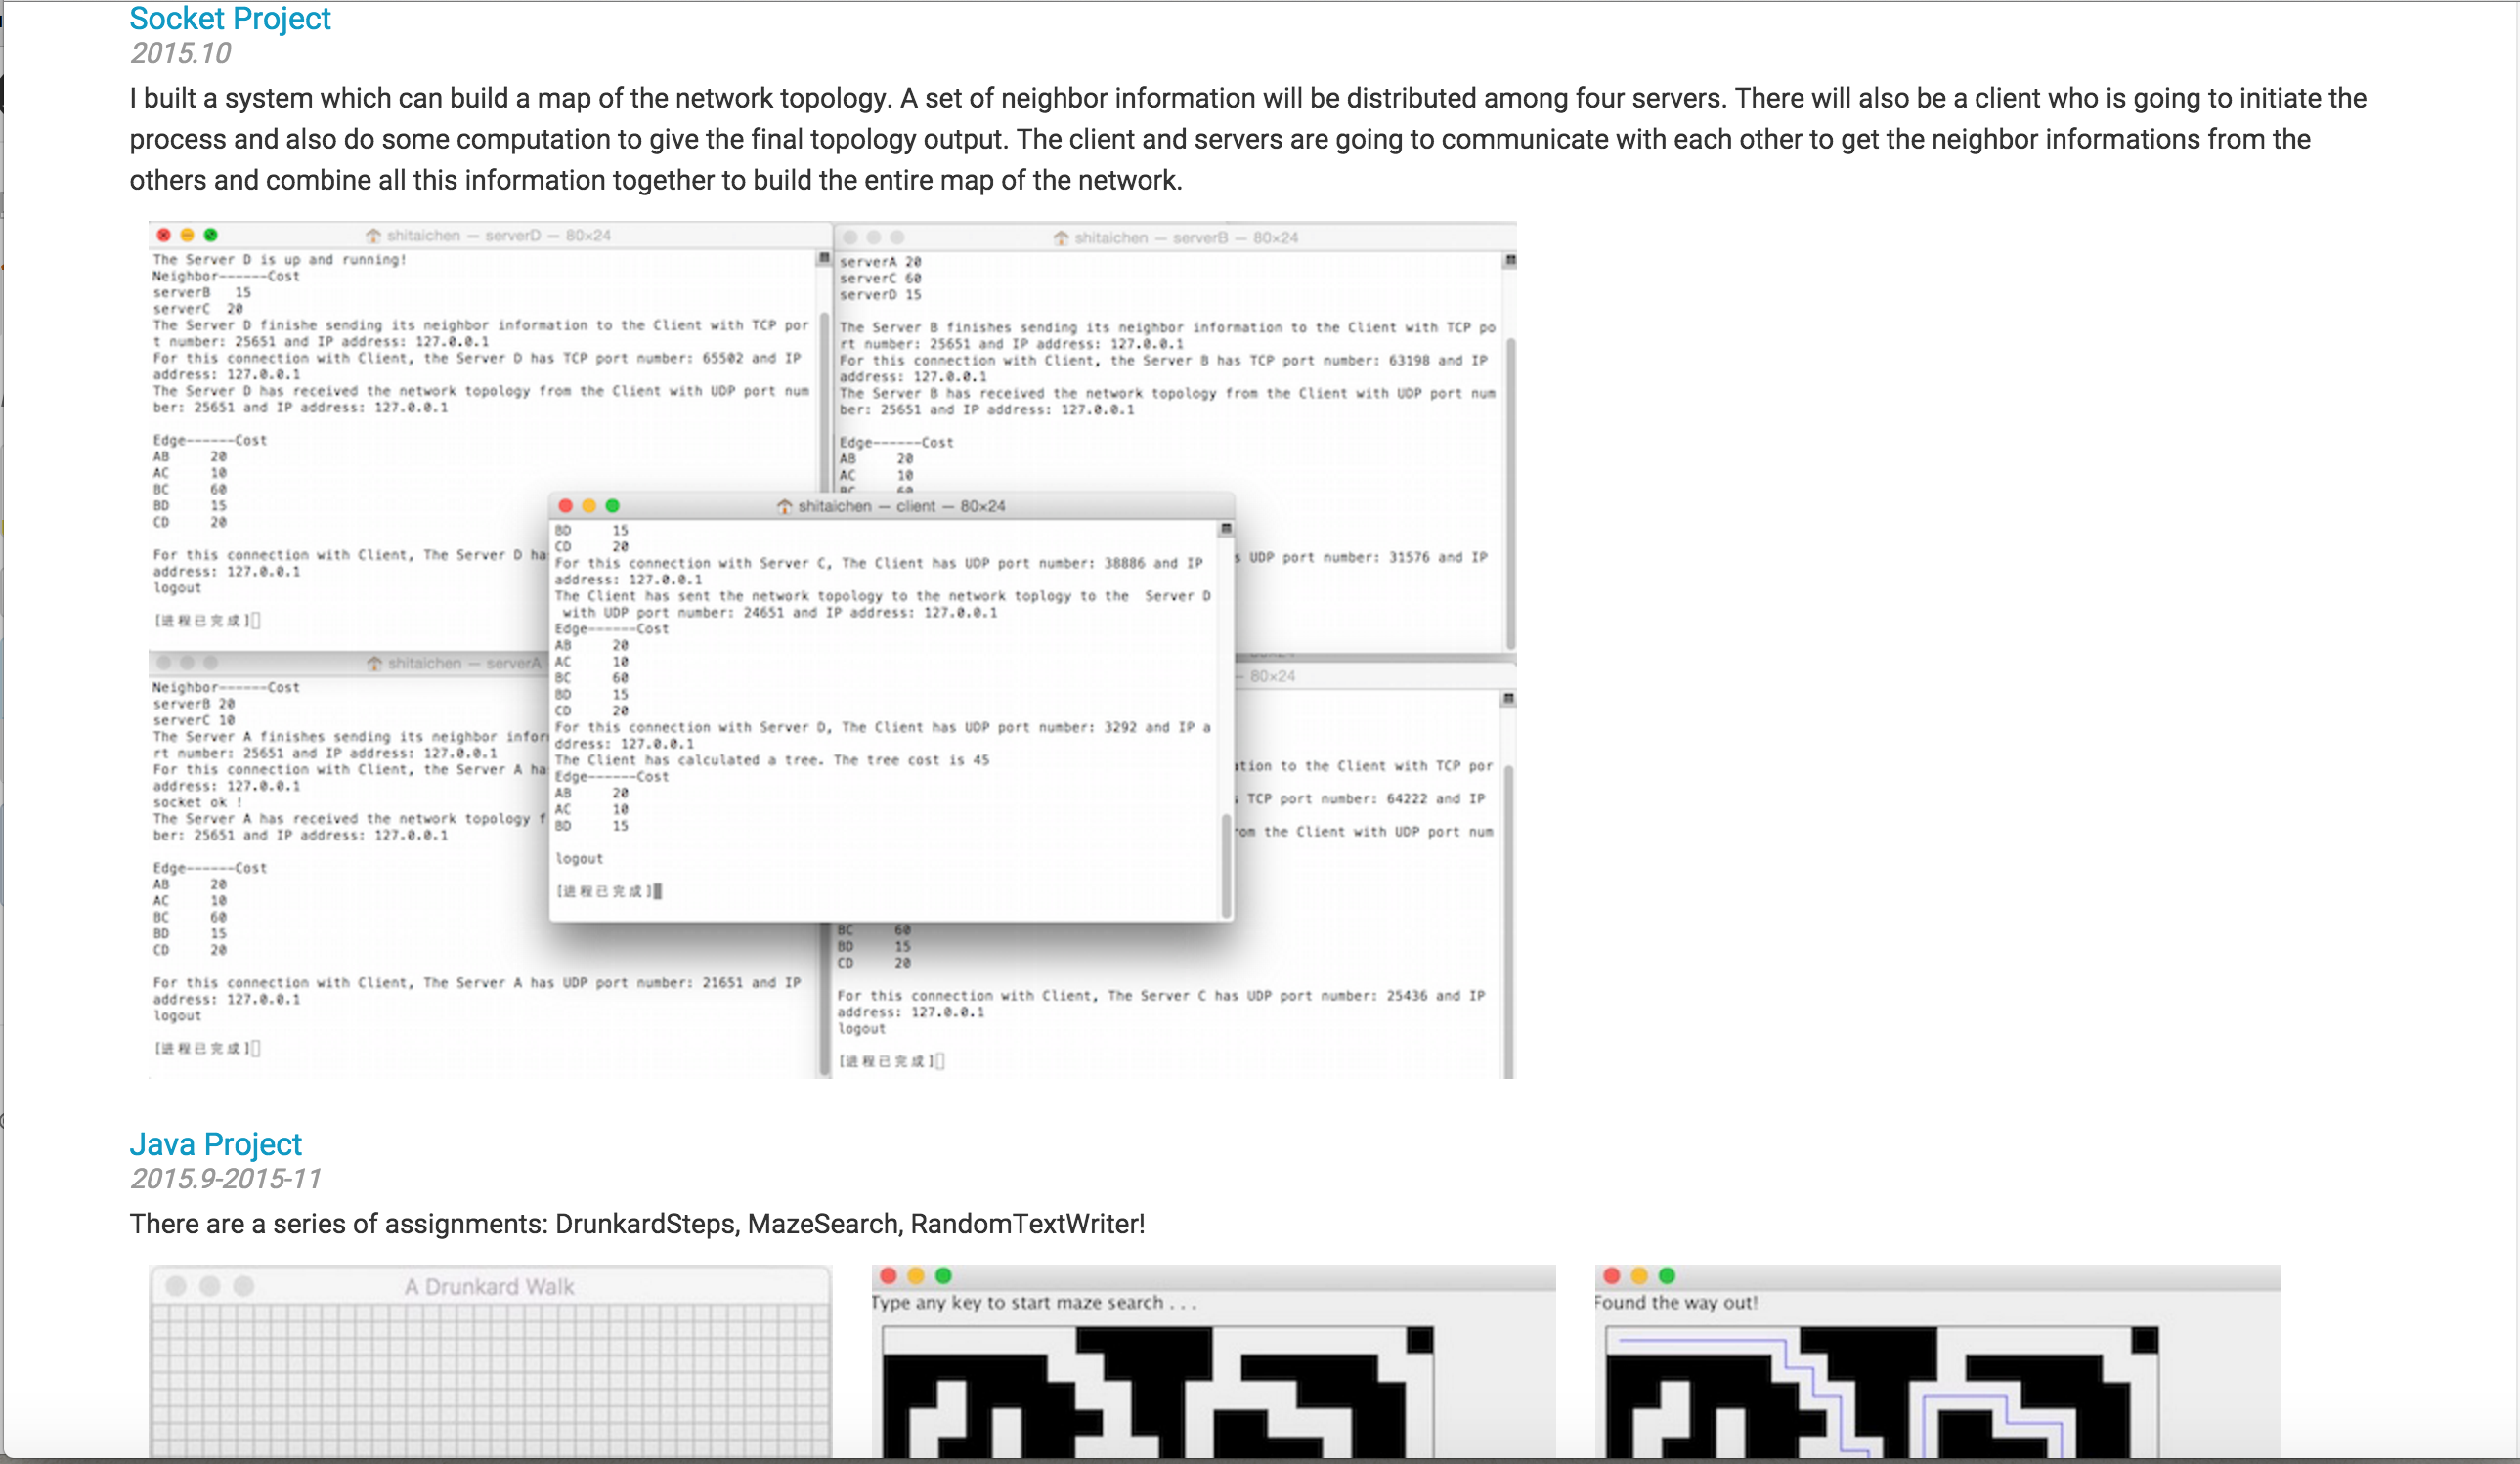 Socket Project
2015.10
I built a system which can build a map of the network topology. A set of neighbor information will be distributed among four servers. There will also be a client who is going to initiate the
process and also do some computation to give the final topology output. The client and servers are going to communicate with each other to get the neighbor informations from the
others and combine all this information together to build the entire map of the network.
shitaichen — serverD — 80×24
The Server D is up and running!
Neighbor------Cost
serverB   15
serverC  20
The Server D finishe sending its neighbor information to the Client with TCP por
t number: 25651 and IP address: 127.0.0.1
For this connection with Client, the Server D has TCP port number: 65502 and IP
address: 127.0.0.1
The Server D has received the network topology from the Client with UDP port num
ber: 25651 and IP address: 127.0.0.1
Edge------Cost
AB     20
AC     10
BC     60
BD     15
CD     20
For this connection with Client, The Server D ha
address: 127.0.0.1
logout
[进程已完成]
shitaichen — serverB — 80×24
serverA 20
serverC 60
serverD 15
The Server B finishes sending its neighbor information to the Client with TCP po
rt number: 25651 and IP address: 127.0.0.1
For this connection with Client, the Server B has TCP port number: 63198 and IP
address: 127.0.0.1
The Server B has received the network topology from the Client with UDP port num
ber: 25651 and IP address: 127.0.0.1
Edge------Cost
AB     20
AC     10
BC     60
s UDP port number: 31576 and IP
shitaichen — client — 80×24
BD     15
CD     20
For this connection with Server C, The Client has UDP port number: 38886 and IP
address: 127.0.0.1
The Client has sent the network topology to the network toplogy to the  Server D
with UDP port number: 24651 and IP address: 127.0.0.1
Edge------Cost
AB     20
AC     10
BC     60
BD     15
CD     20
For this connection with Server D, The Client has UDP port number: 3292 and IP a
ddress: 127.0.0.1
The Client has calculated a tree. The tree cost is 45
Edge------Cost
AB     20
AC     10
BD     15
logout
[进程已完成]
shitaichen — serverA
Neighbor------Cost
serverB 20
serverC 10
The Server A finishes sending its neighbor infor
rt number: 25651 and IP address: 127.0.0.1
For this connection with Client, the Server A ha
address: 127.0.0.1
socket ok !
The Server A has received the network topology f
ber: 25651 and IP address: 127.0.0.1
Edge------Cost
AB     20
AC     10
BC     60
BD     15
CD     20
For this connection with Client, The Server A has UDP port number: 21651 and IP
address: 127.0.0.1
logout
[进程已完成]
— 80×24
ation to the Client with TCP por
TCP port number: 64222 and IP
rom the Client with UDP port num
BC     60
BD     15
CD     20
For this connection with Client, The Server C has UDP port number: 25436 and IP
address: 127.0.0.1
logout
[进程已完成]
Java Project
2015.9-2015-11
There are a series of assignments: DrunkardSteps, MazeSearch, RandomTextWriter!
A Drunkard Walk
Type any key to start maze search . . .
Found the way out!